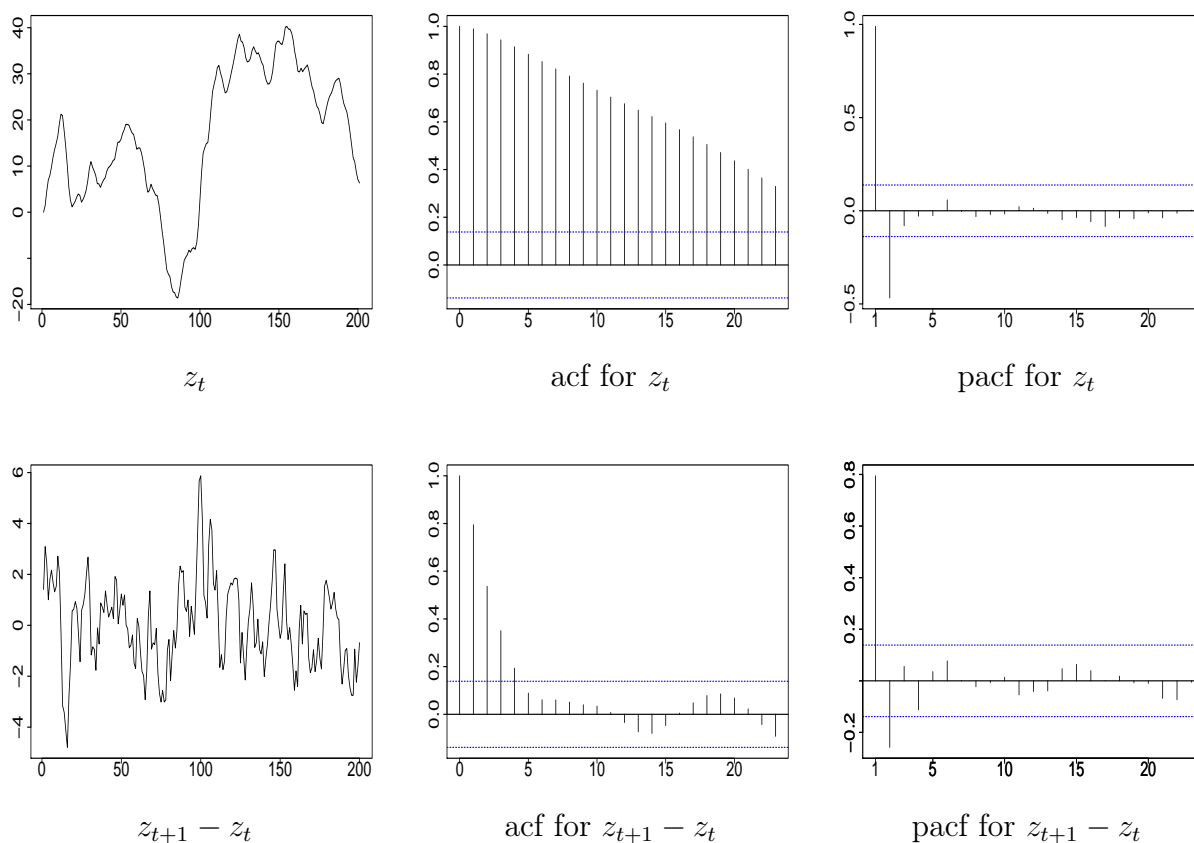 −20 0 10 20 30 40
0 50 100 150 200
z_t
0.0 0.2 0.4 0.6 0.8 1.0
0 5 10 15 20
acf for z_t
−0.5 0.0 0.5 1.0
1 5 10 15 20
pacf for z_t
−4 −2 0 2 4 6
0 50 100 150 200
z_{t+1} − z_t
0.0 0.2 0.4 0.6 0.8 1.0
0 5 10 15 20
acf for z_{t+1} − z_t
−0.2 0.0 0.2 0.4 0.6 0.8
1 5 10 15 20
pacf for z_{t+1} − z_t